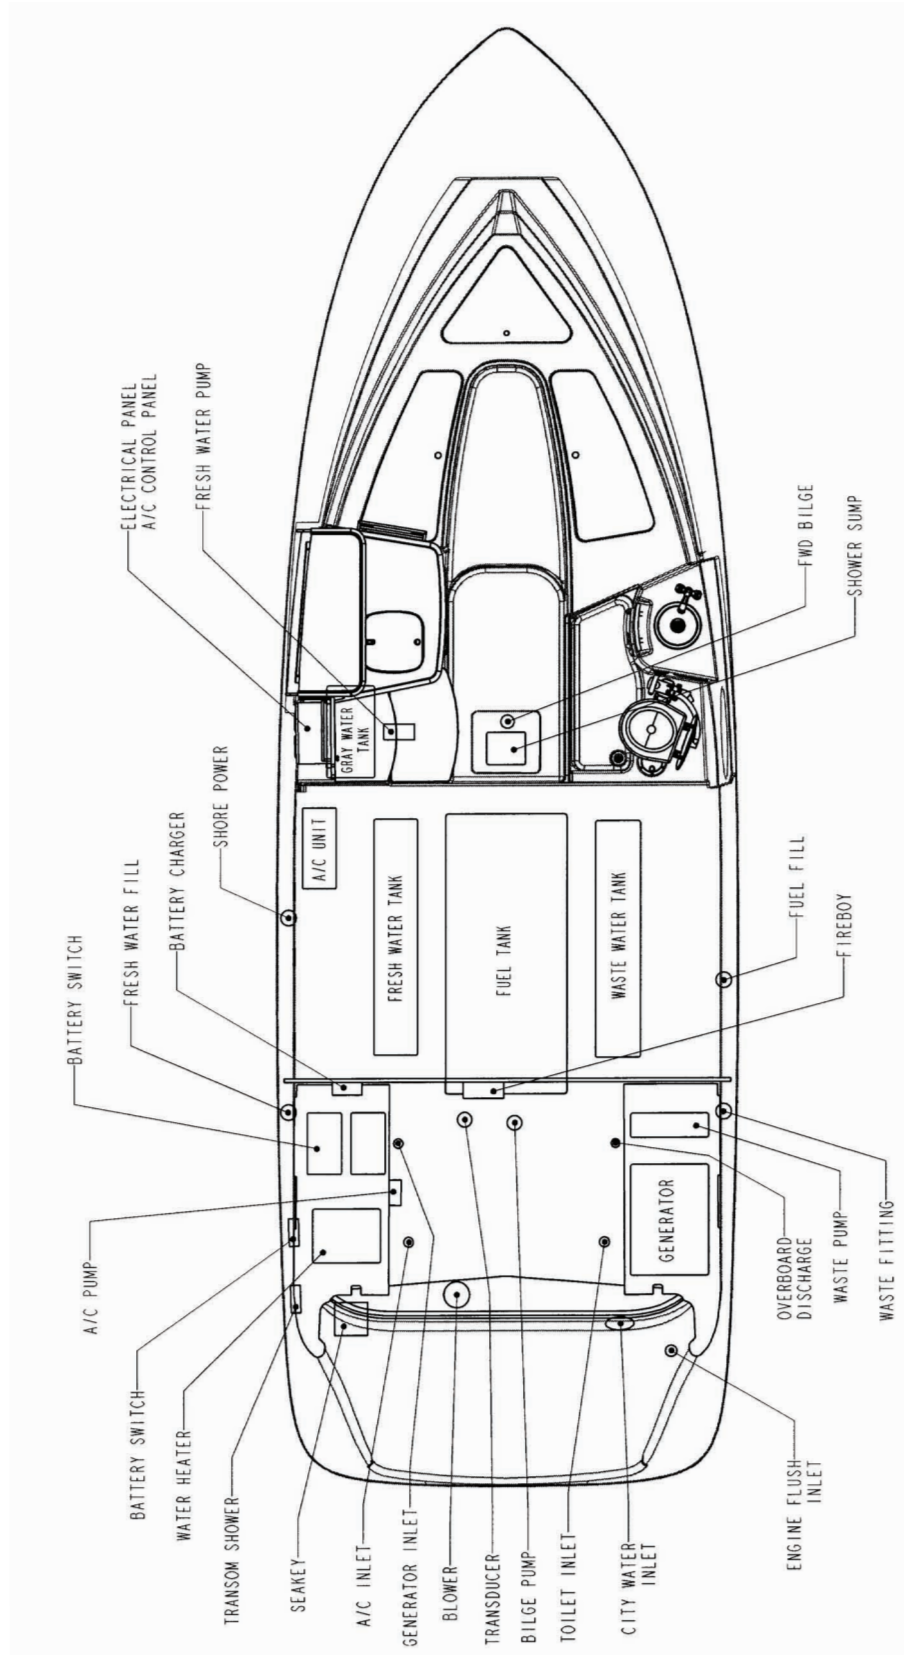 ELECTRICAL PANEL
A/C CONTROL PANEL
FRESH WATER PUMP
FWD BILGE
SHOWER SUMP
GRAY WATER
TANK
SHORE POWER
BATTERY CHARGER
FRESH WATER FILL
BATTERY SWITCH
A/C UNIT
FRESH WATER TANK
FUEL TANK
WASTE WATER TANK
FUEL FILL
FIREBOY
A/C PUMP
GENERATOR
OVERBOARD
DISCHARGE
WASTE PUMP
WASTE FITTING
BATTERY SWITCH
WATER HEATER
TRANSOM SHOWER
SEAKEY
A/C INLET
GENERATOR INLET
BLOWER
TRANSDUCER
BILGE PUMP
TOILET INLET
CITY WATER
INLET
ENGINE FLUSH
INLET